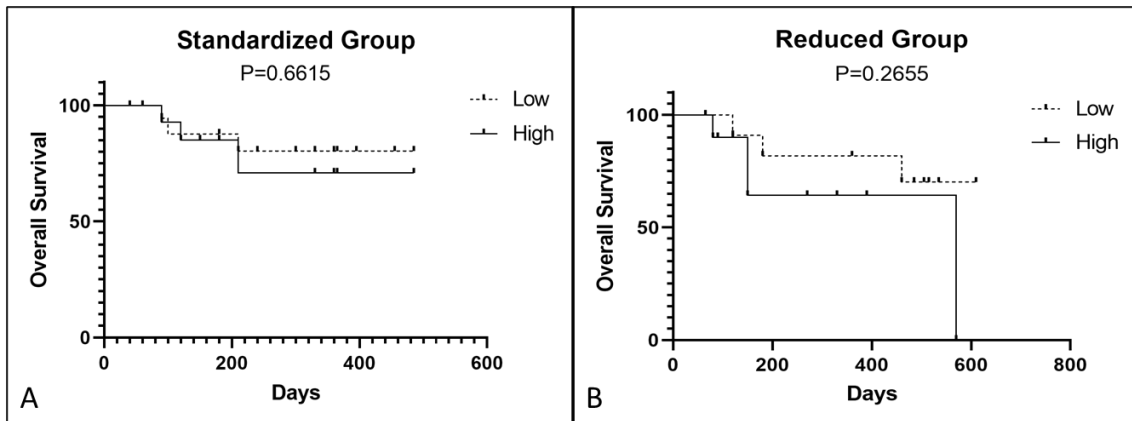 Standardized Group
P=0.6615
Low
High
Overall Survival
100
50
0
0 200 400 600
Days
A
Reduced Group
P=0.2655
Low
High
Overall Survival
100
50
0
0 200 400 600 800
Days
B